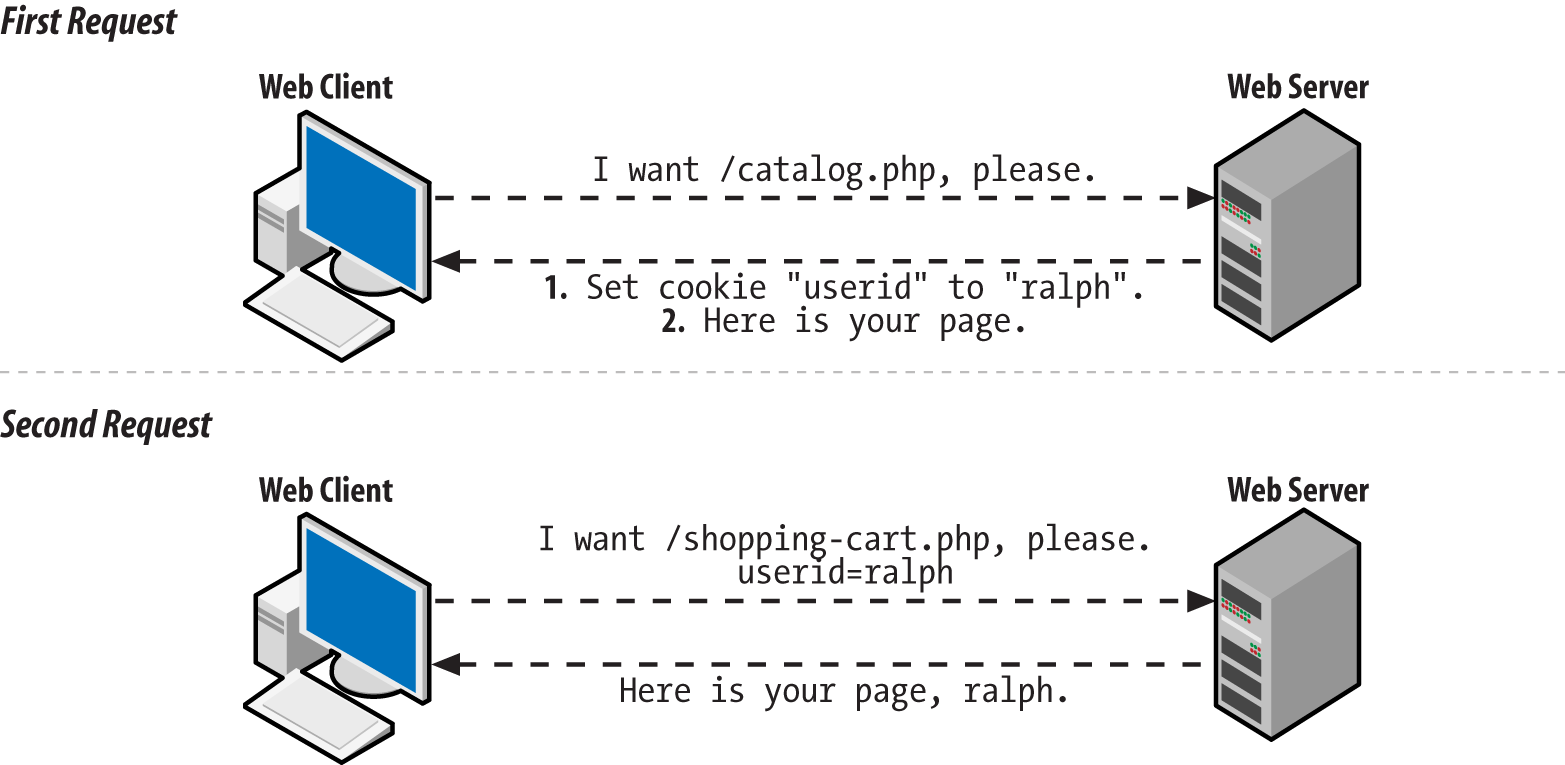 First Request
Web Client
Web Server
I want /catalog.php, please.
1. Set cookie "userid" to "ralph".
2. Here is your page.
Second Request
Web Client
Web Server
I want /shopping-cart.php, please.
userid=ralph
Here is your page, ralph.